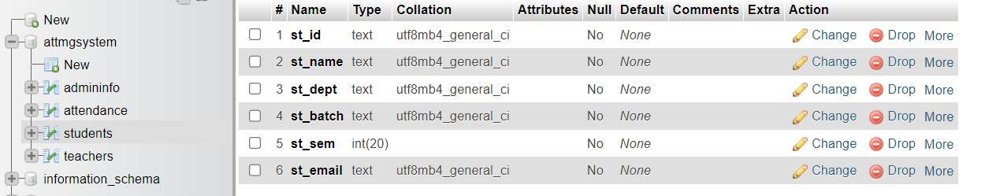 New
attmgsystem
New
admininfo
attendance
students
teachers
information_schema
# Name Type Collation Attributes Null Default Comments Extra Action
1 st_id text utf8mb4_general_ci No None Change Drop More
2 st_name text utf8mb4_general_ci No None Change Drop More
3 st_dept text utf8mb4_general_ci No None Change Drop More
4 st_batch text utf8mb4_general_ci No None Change Drop More
5 st_sem int(20) No None Change Drop More
6 st_email text utf8mb4_general_ci No None Change Drop More